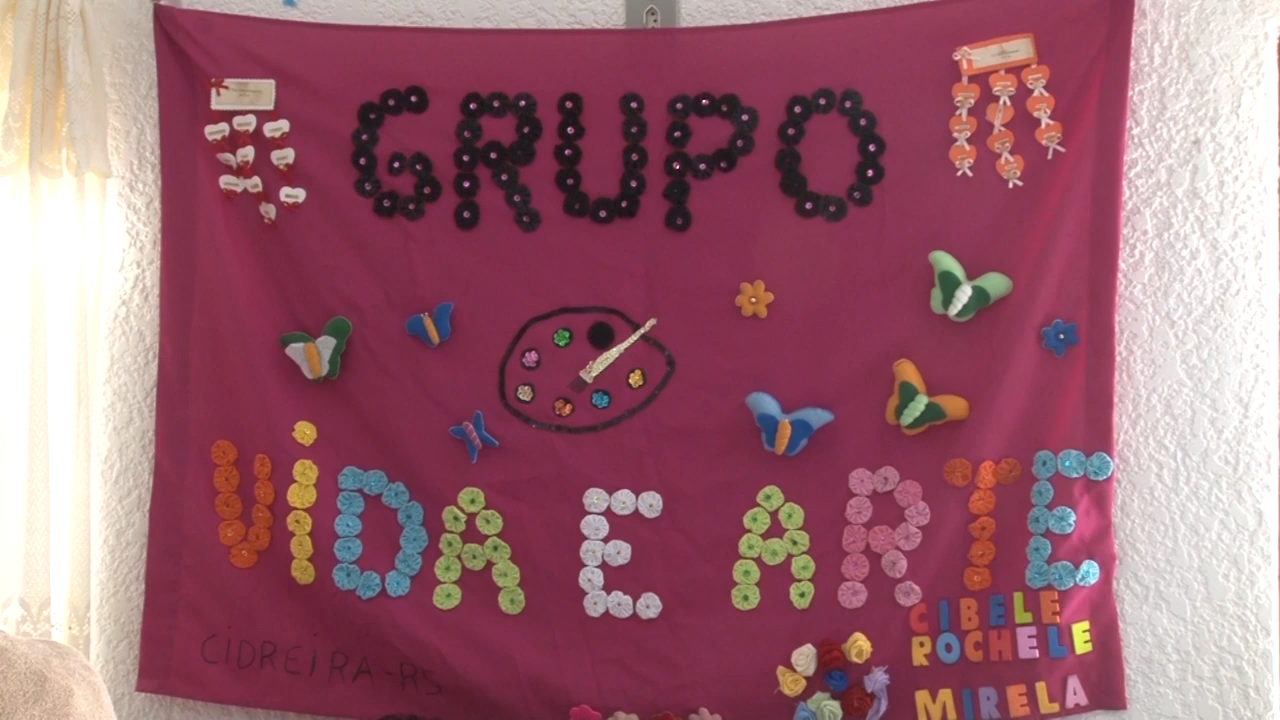 GRUPO
VIDA E ARTE
CIBELE
ROCHELE
MIRELA
CIDREIRA-RS